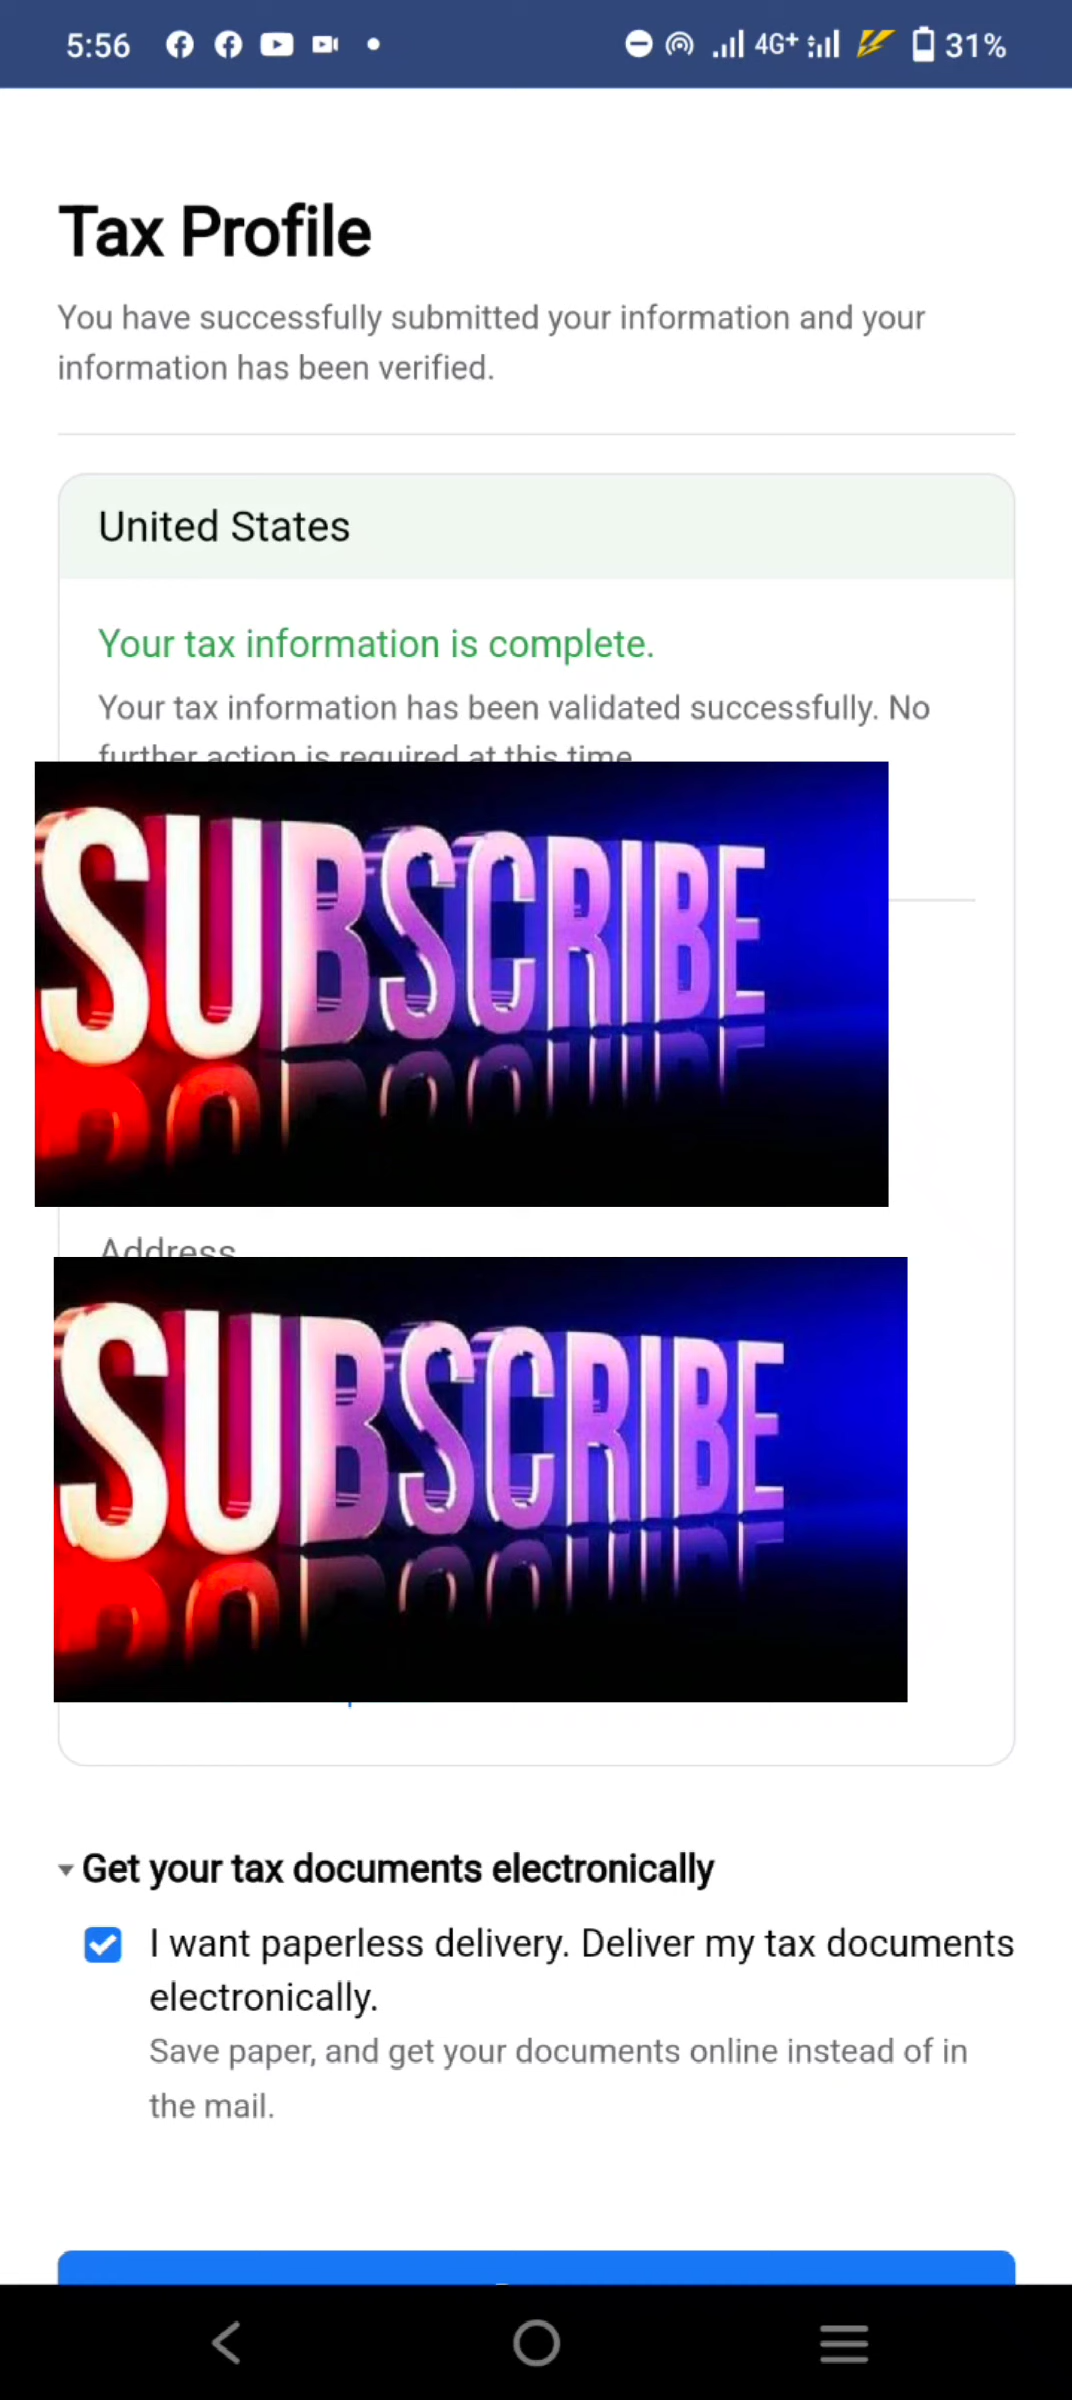 5:56 4G+ 31%
Tax Profile
You have successfully submitted your information and your
information has been verified.
United States
Your tax information is complete.
Your tax information has been validated successfully. No
further action is required at this time.
SUBSCRIBE
Address
SUBSCRIBE
Get your tax documents electronically
I want paperless delivery. Deliver my tax documents
electronically.
Save paper, and get your documents online instead of in
the mail.